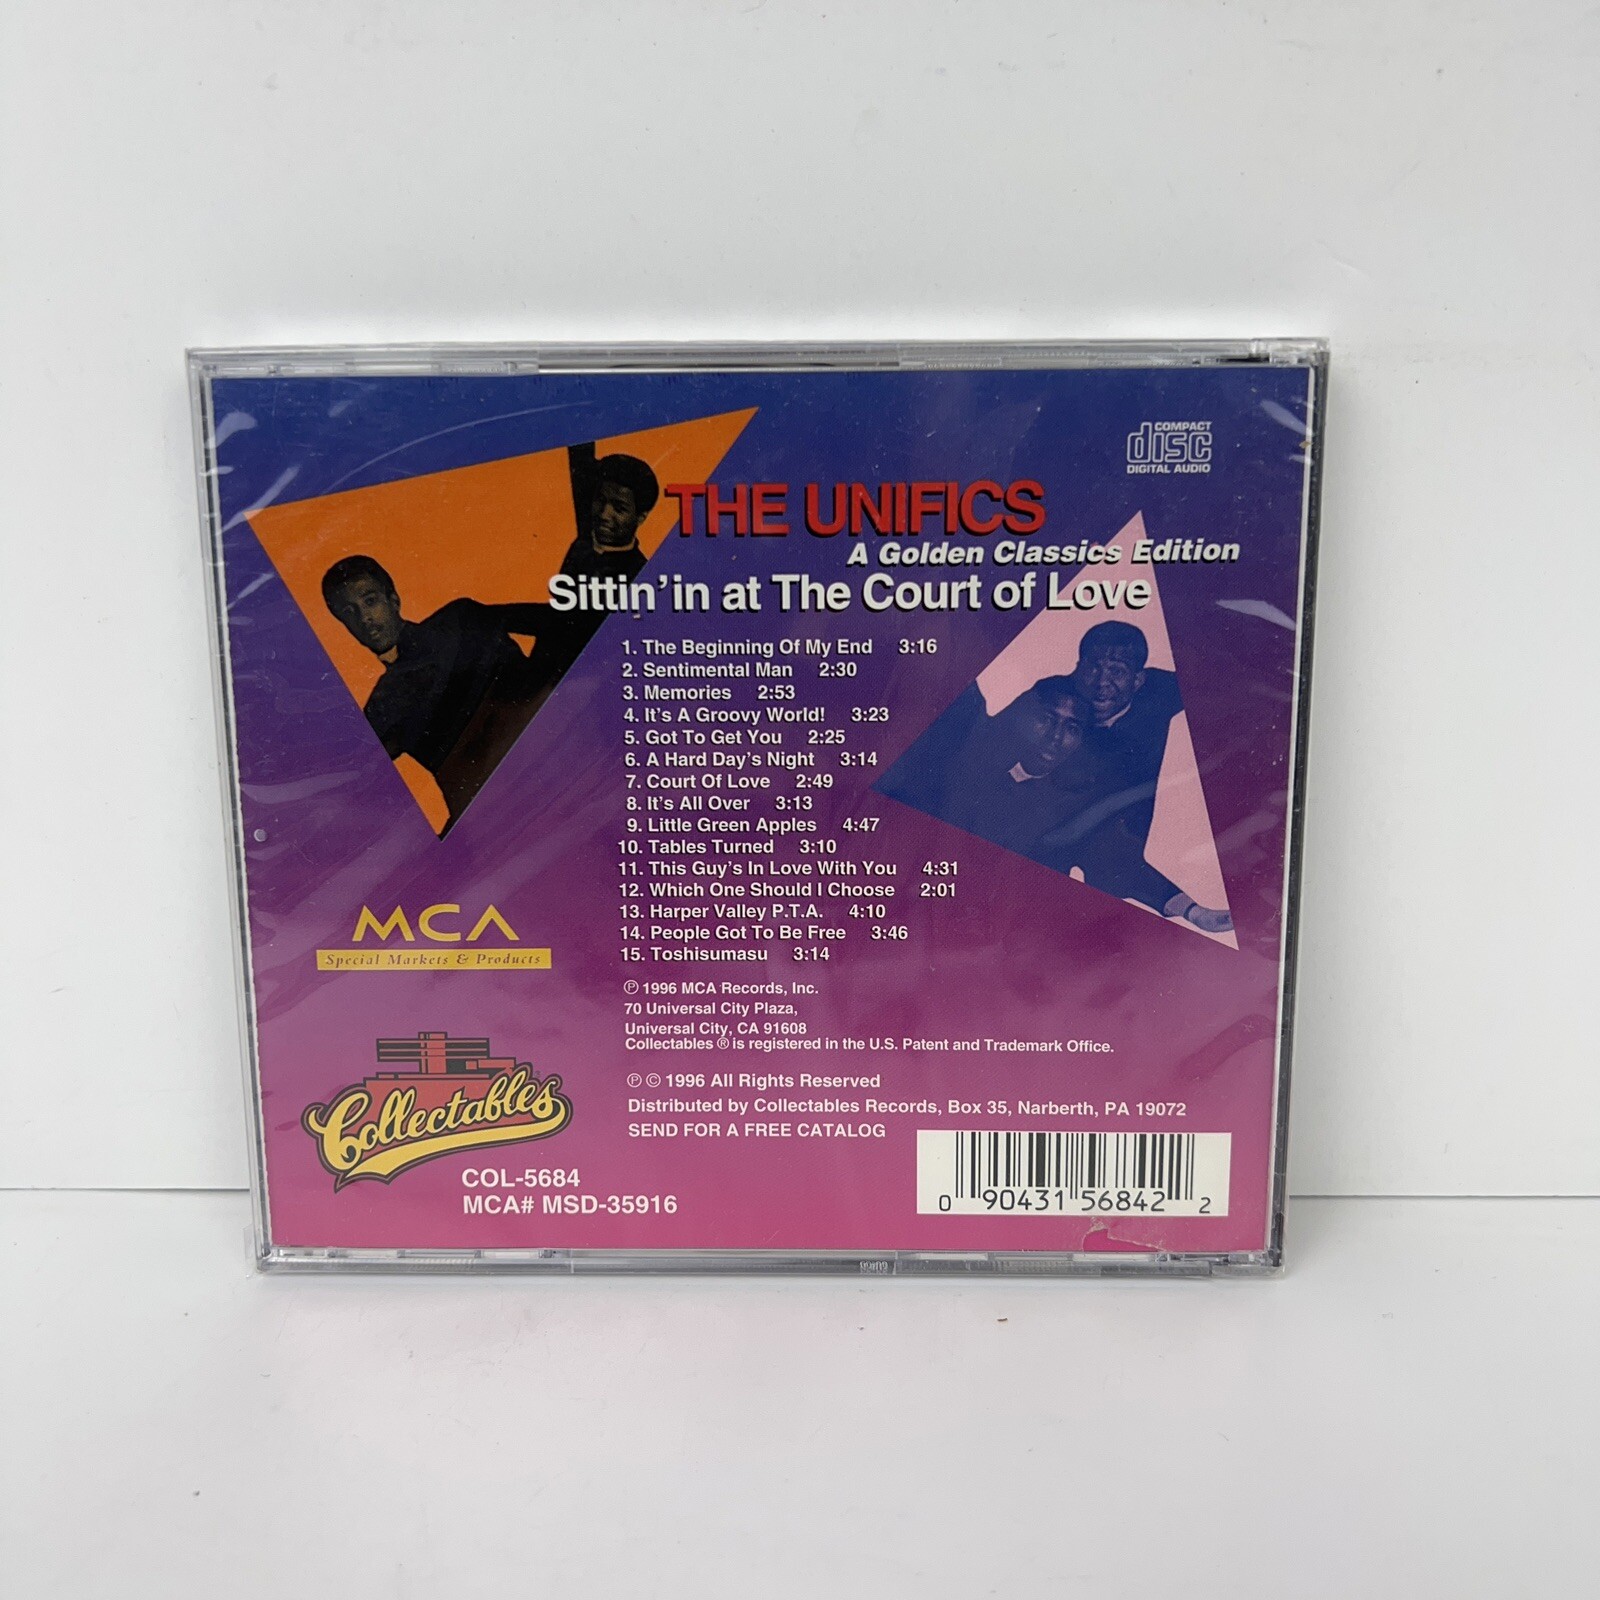 COMPACT
disc
DIGITAL AUDIO
THE UNIFICS
A Golden Classics Edition
Sittin' in at The Court of Love
1. The Beginning Of My End 3:16
2. Sentimental Man 2:30
3. Memories 2:53
4. It's A Groovy World! 3:23
5. Got To Get You 2:25
6. A Hard Day's Night 3:14
7. Court Of Love 2:49
8. It's All Over 3:13
9. Little Green Apples 4:47
10. Tables Turned 3:10
11. This Guy's In Love With You 4:31
12. Which One Should I Choose 2:01
13. Harper Valley P.T.A. 4:10
14. People Got To Be Free 3:46
15. Toshisumasu 3:14
MCA
Special Markets & Products
℗ 1996 MCA Records, Inc.
70 Universal City Plaza,
Universal City, CA 91608
Collectables ® is registered in the U.S. Patent and Trademark Office.
℗ © 1996 All Rights Reserved
Distributed by Collectables Records, Box 35, Narberth, PA 19072
SEND FOR A FREE CATALOG
Collectables
COL-5684
MCA# MSD-35916
0 90431 56842 2